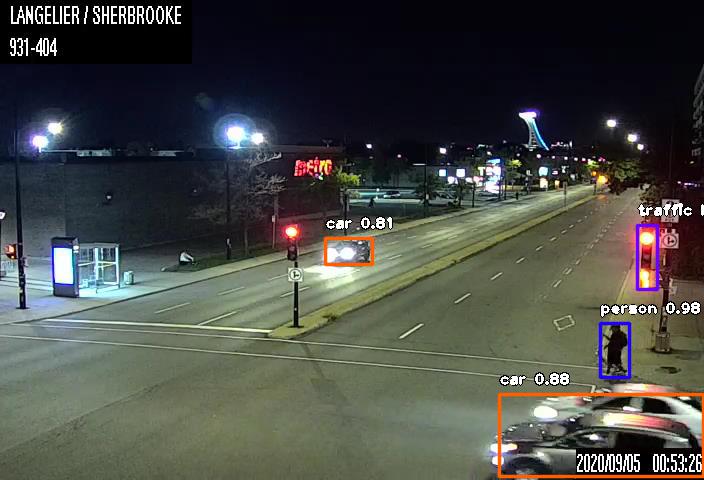 LANGELIER / SHERBROOKE
931-404
metro
car 0.81
traffic l
person 0.98
car 0.88
2020/09/05 00:53:26